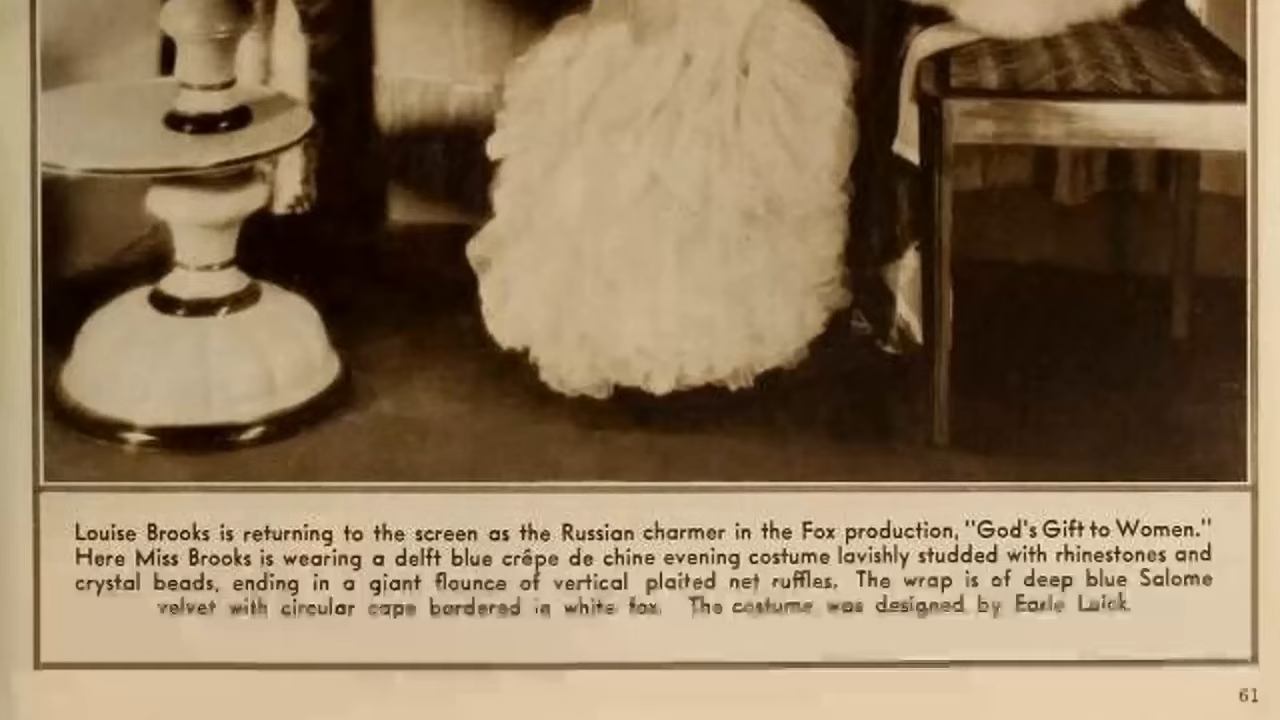 Louise Brooks is returning to the screen as the Russian charmer in the Fox production, "God's Gift to Women."
Here Miss Brooks is wearing a delft blue crêpe de chine evening costume lavishly studded with rhinestones and
crystal beads, ending in a giant flounce of vertical plaited net ruffles. The wrap is of deep blue Salome
velvet with circular cape bordered in white fox. The costume was designed by Earle Luick.
61